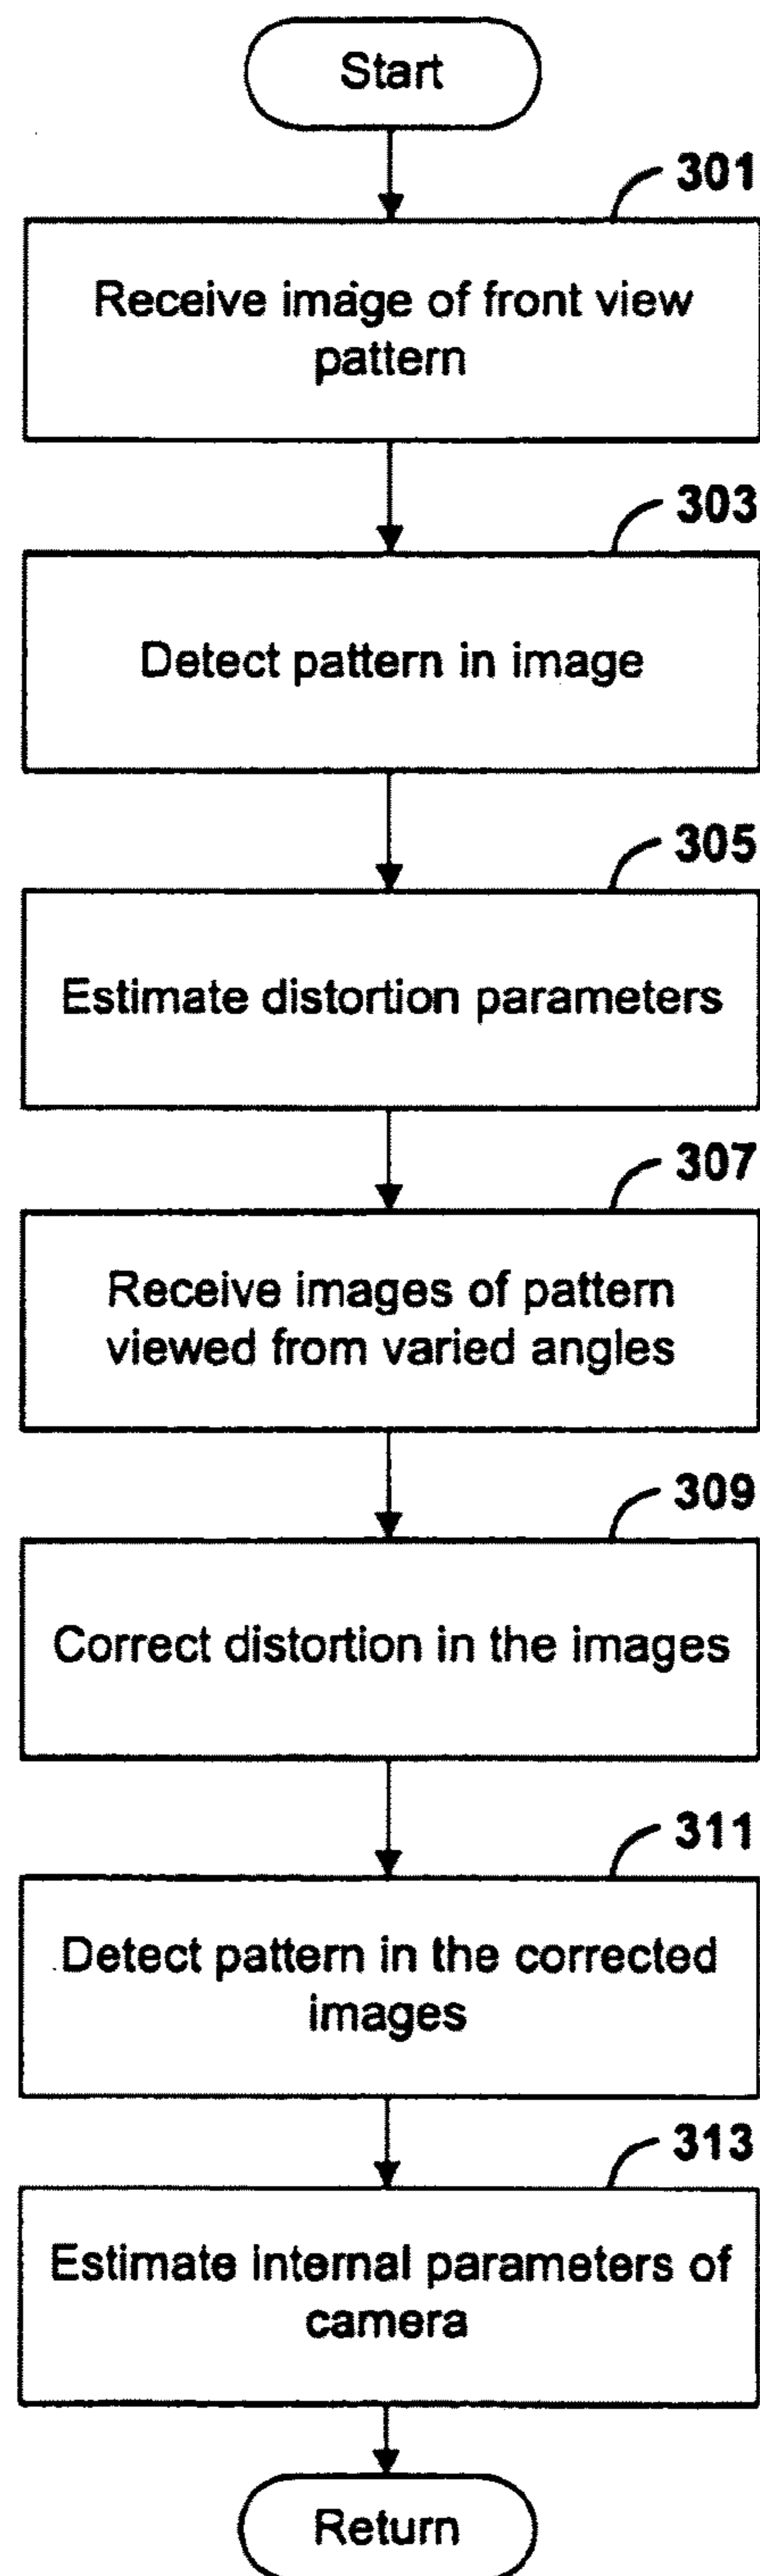 Start
301
Receive image of front view
pattern
303
Detect pattern in image
305
Estimate distortion parameters
307
Receive images of pattern
viewed from varied angles
309
Correct distortion in the images
311
Detect pattern in the corrected
images
313
Estimate internal parameters of
camera
Return